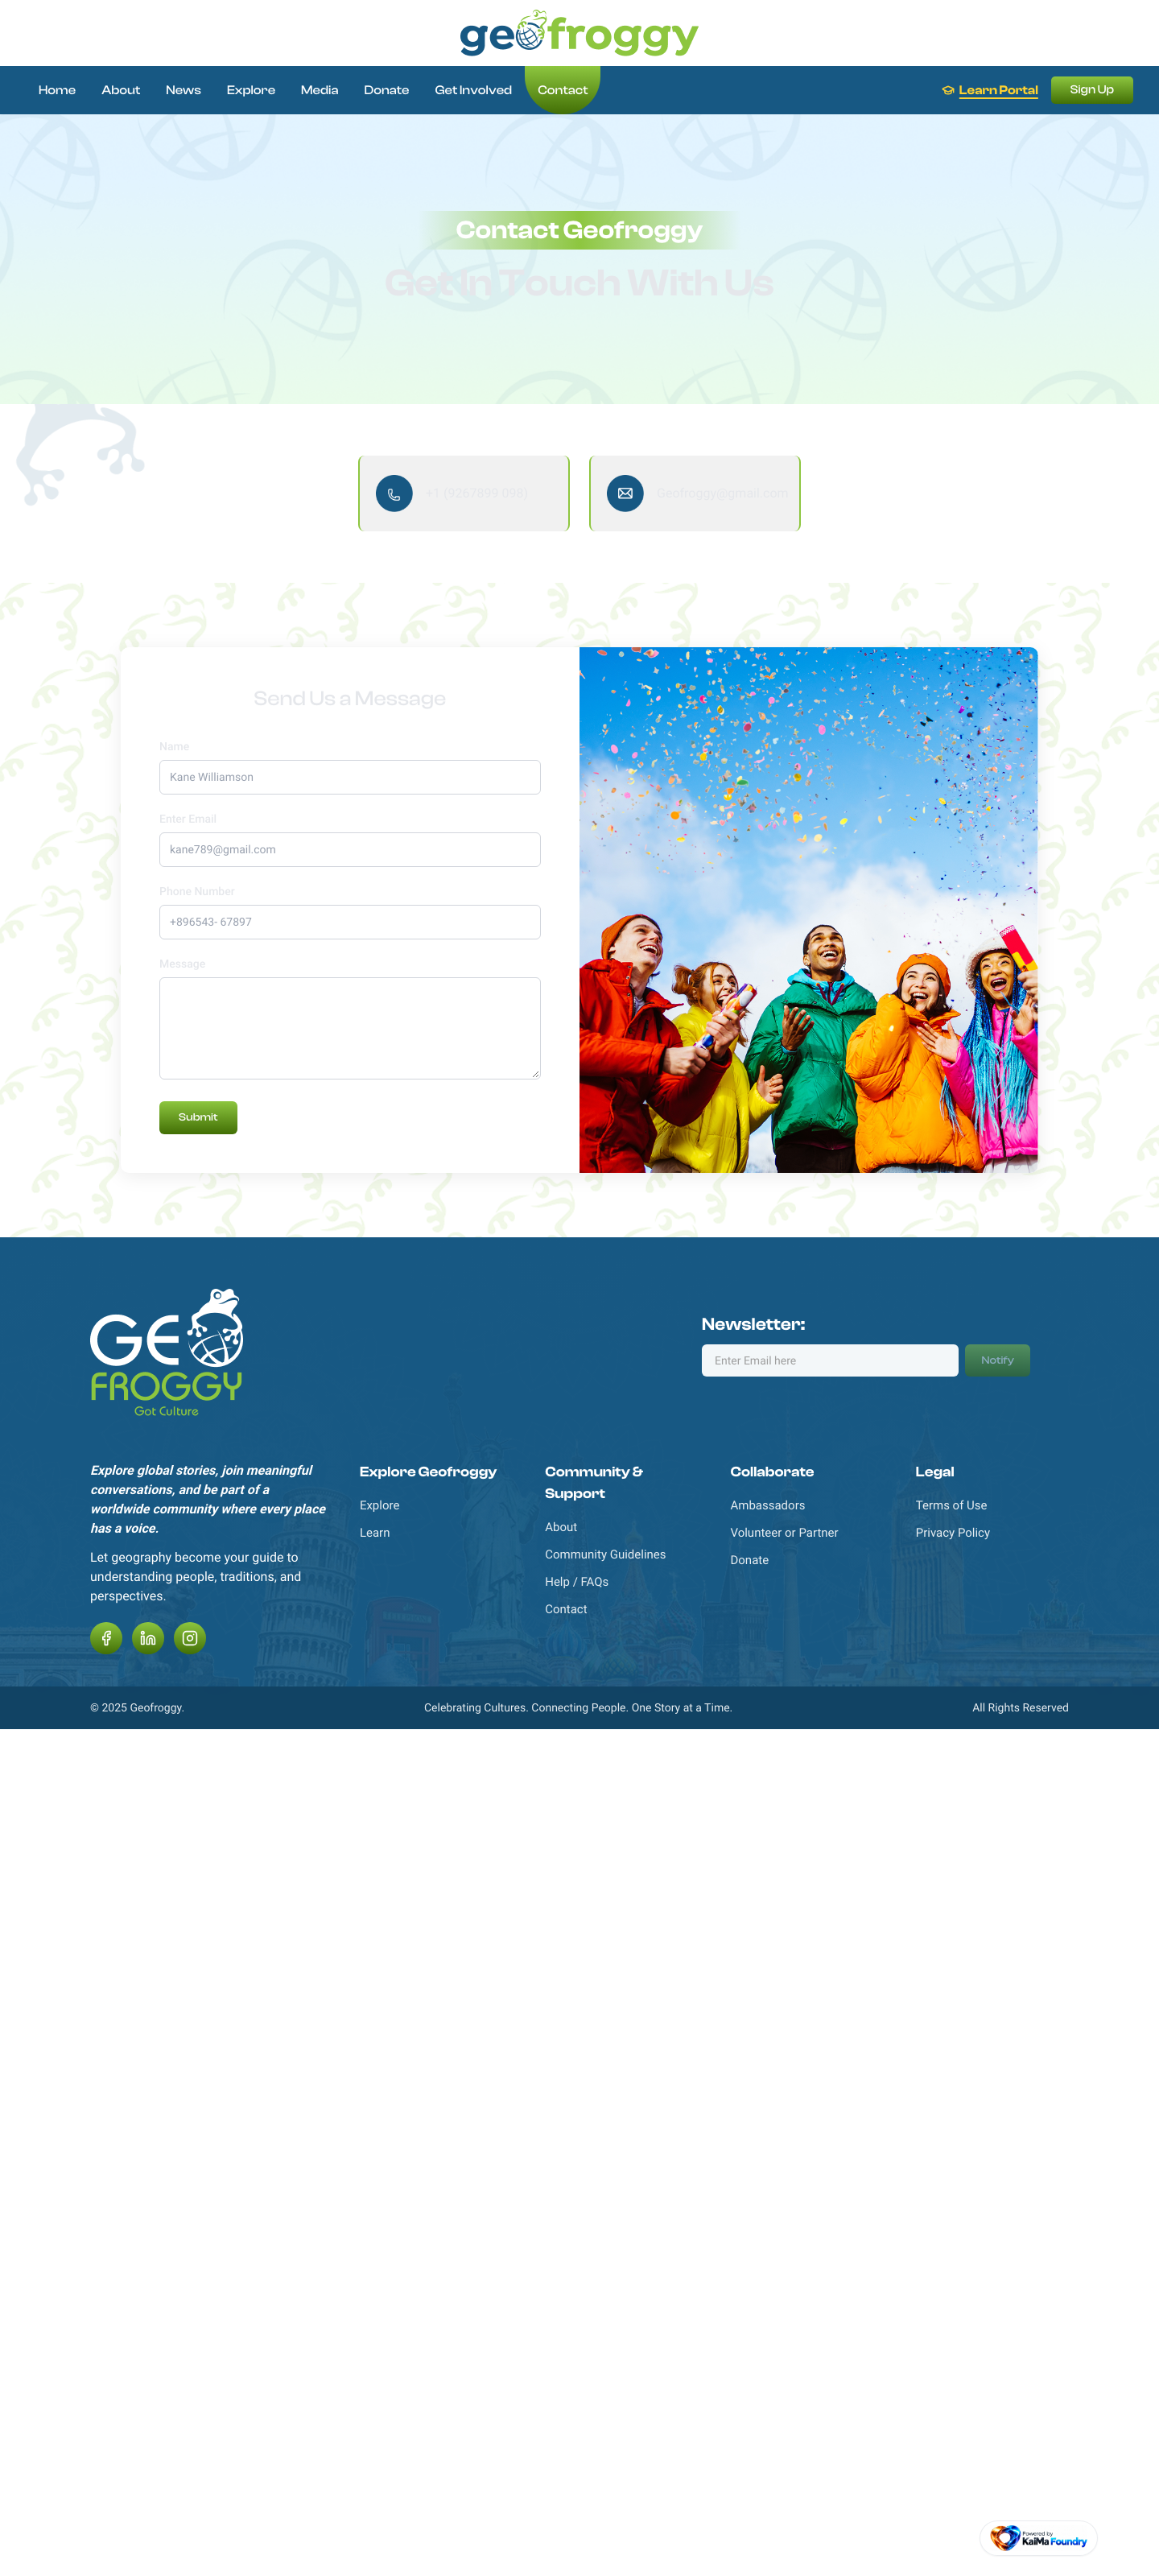 geofroggy
Home About News Explore Media Donate Get Involved Contact Learn Portal Sign Up
Contact Geofroggy
Get In Touch With Us
+1 (9267899 098)
Geofroggy@gmail.com
Send Us a Message
Name
Kane Williamson
Enter Email
kane789@gmail.com
Phone Number
+896543- 67897
Message
Submit
GEO
FROGGY
Got Culture
Newsletter:
Enter Email here
Notify
Explore global stories, join meaningful
conversations, and be part of a
worldwide community where every place
has a voice.
Let geography become your guide to
understanding people, traditions, and
perspectives.
Explore Geofroggy
Explore
Learn
Community &
Support
About
Community Guidelines
Help / FAQs
Contact
Collaborate
Ambassadors
Volunteer or Partner
Donate
Legal
Terms of Use
Privacy Policy
© 2025 Geofroggy.
Celebrating Cultures. Connecting People. One Story at a Time.
All Rights Reserved
Powered by
KaiMa Foundry